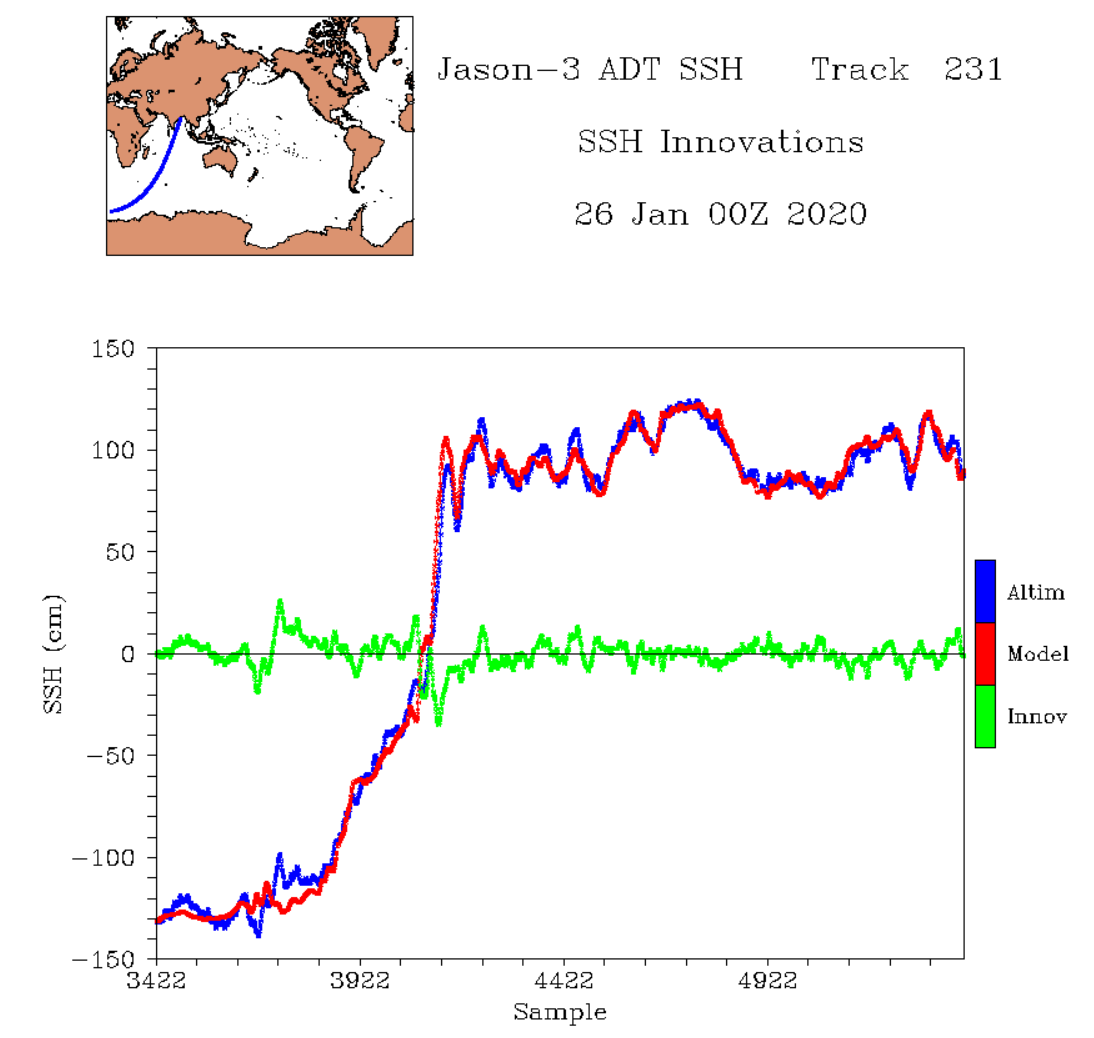 Jason-3 ADT SSH Track 231
SSH Innovations
26 Jan 00Z 2020
150
100
50
0
-50
-100
-150
SSH (cm)
3422 3922 4422 4922
Sample
Altim
Model
Innov